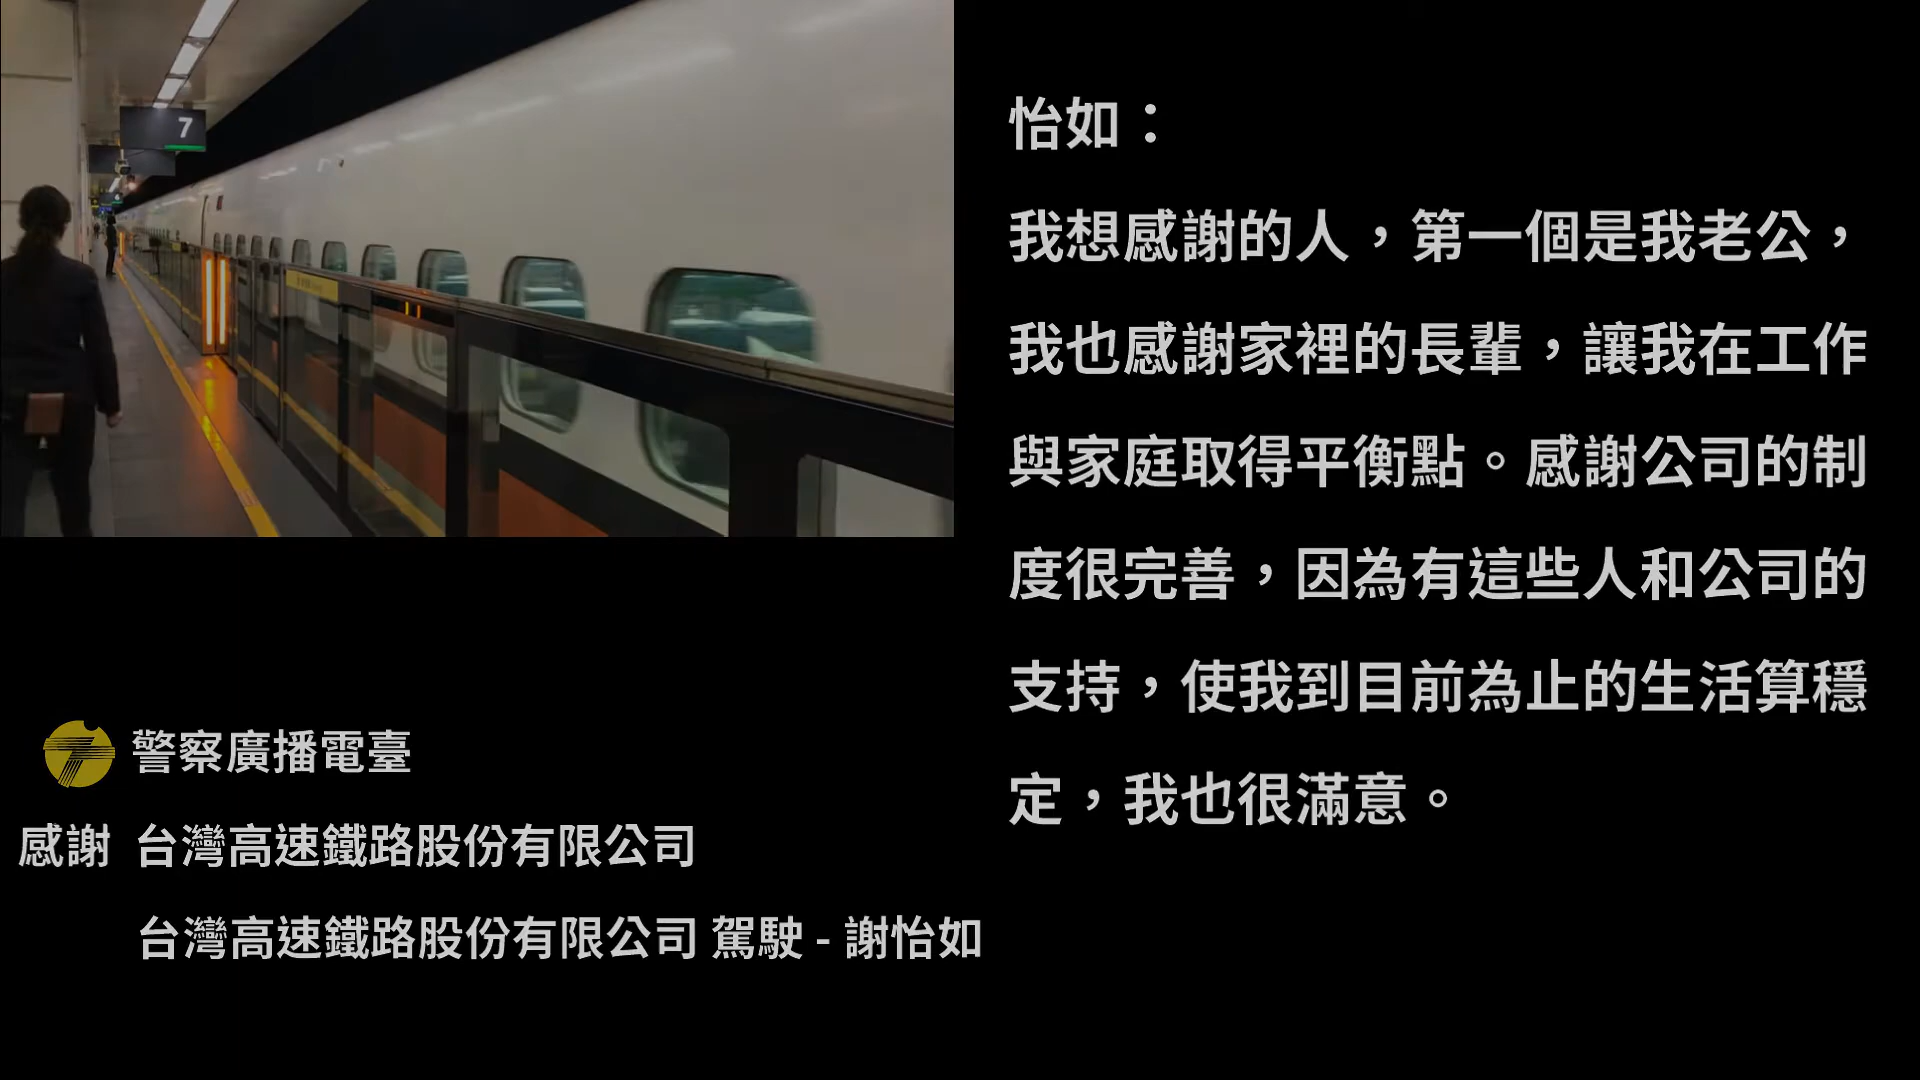 7
怡如：
我想感謝的人，第一個是我老公，
我也感謝家裡的長輩，讓我在工作
與家庭取得平衡點。感謝公司的制
度很完善，因為有這些人和公司的
支持，使我到目前為止的生活算穩
定，我也很滿意。
警察廣播電臺
感謝 台灣高速鐵路股份有限公司
台灣高速鐵路股份有限公司 駕駛 - 謝怡如